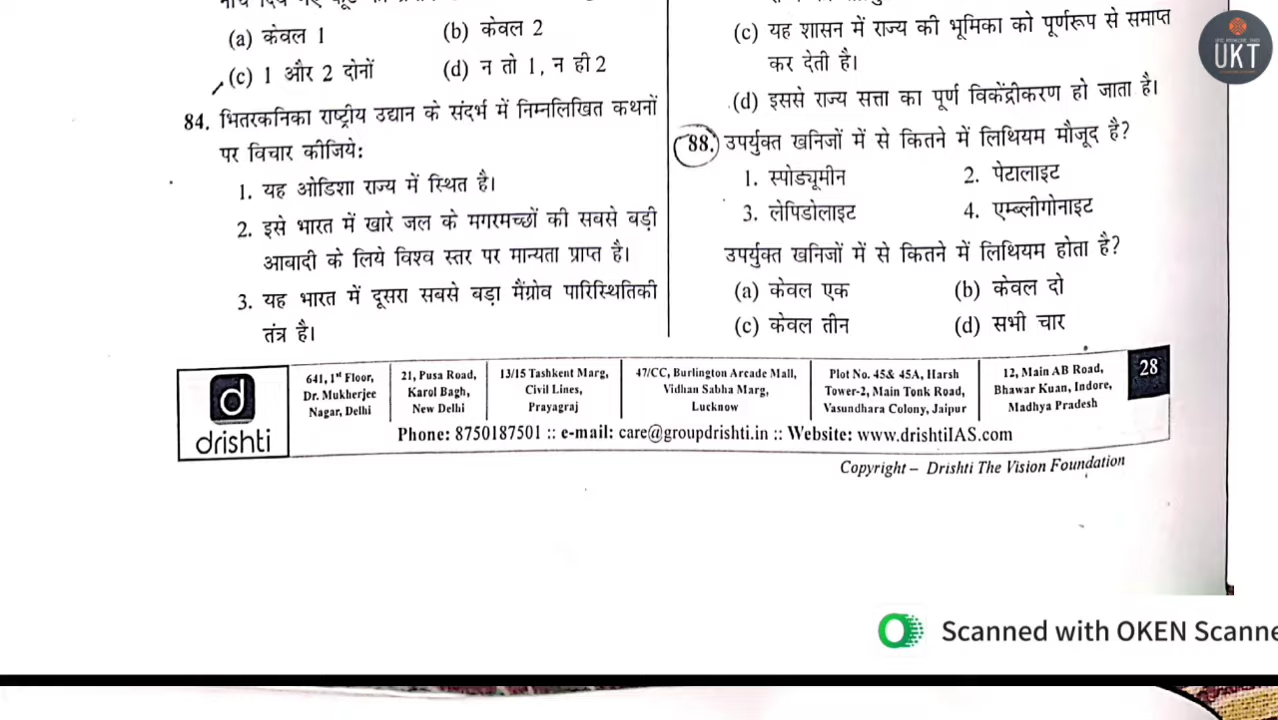 (a) केवल 1 (b) केवल 2
(c) 1 और 2 दोनों (d) न तो 1, न ही 2
84. भितरकनिका राष्ट्रीय उद्यान के संदर्भ में निम्नलिखित कथनों
पर विचार कीजिये:
1. यह ओडिशा राज्य में स्थित है।
2. इसे भारत में खारे जल के मगरमच्छों की सबसे बड़ी
आबादी के लिये विश्व स्तर पर मान्यता प्राप्त है।
3. यह भारत में दूसरा सबसे बड़ा मैंग्रोव पारिस्थितिकी
तंत्र है।
(c) यह शासन में राज्य की भूमिका को पूर्णरूप से समाप्त
कर देती है।
(d) इससे राज्य सत्ता का पूर्ण विकेंद्रीकरण हो जाता है।
88. उपर्युक्त खनिजों में से कितने में लिथियम मौजूद है?
1. स्पोड्यूमीन 2. पेटालाइट
3. लेपिडोलाइट 4. एम्ब्लीगोनाइट
उपर्युक्त खनिजों में से कितने में लिथियम होता है?
(a) केवल एक (b) केवल दो
(c) केवल तीन (d) सभी चार
UKT
d
drishti
641, 1st Floor,
Dr. Mukherjee
Nagar, Delhi
21, Pusa Road,
Karol Bagh,
New Delhi
13/15 Tashkent Marg,
Civil Lines,
Prayagraj
47/CC, Burlington Arcade Mall,
Vidhan Sabha Marg,
Lucknow
Plot No. 45& 45A, Harsh
Tower-2, Main Tonk Road,
Vasundhara Colony, Jaipur
12, Main AB Road,
Bhawar Kuan, Indore,
Madhya Pradesh
28
Phone: 8750187501 :: e-mail: care@groupdrishti.in :: Website: www.drishtiIAS.com
Copyright – Drishti The Vision Foundation
Scanned with OKEN Scanne